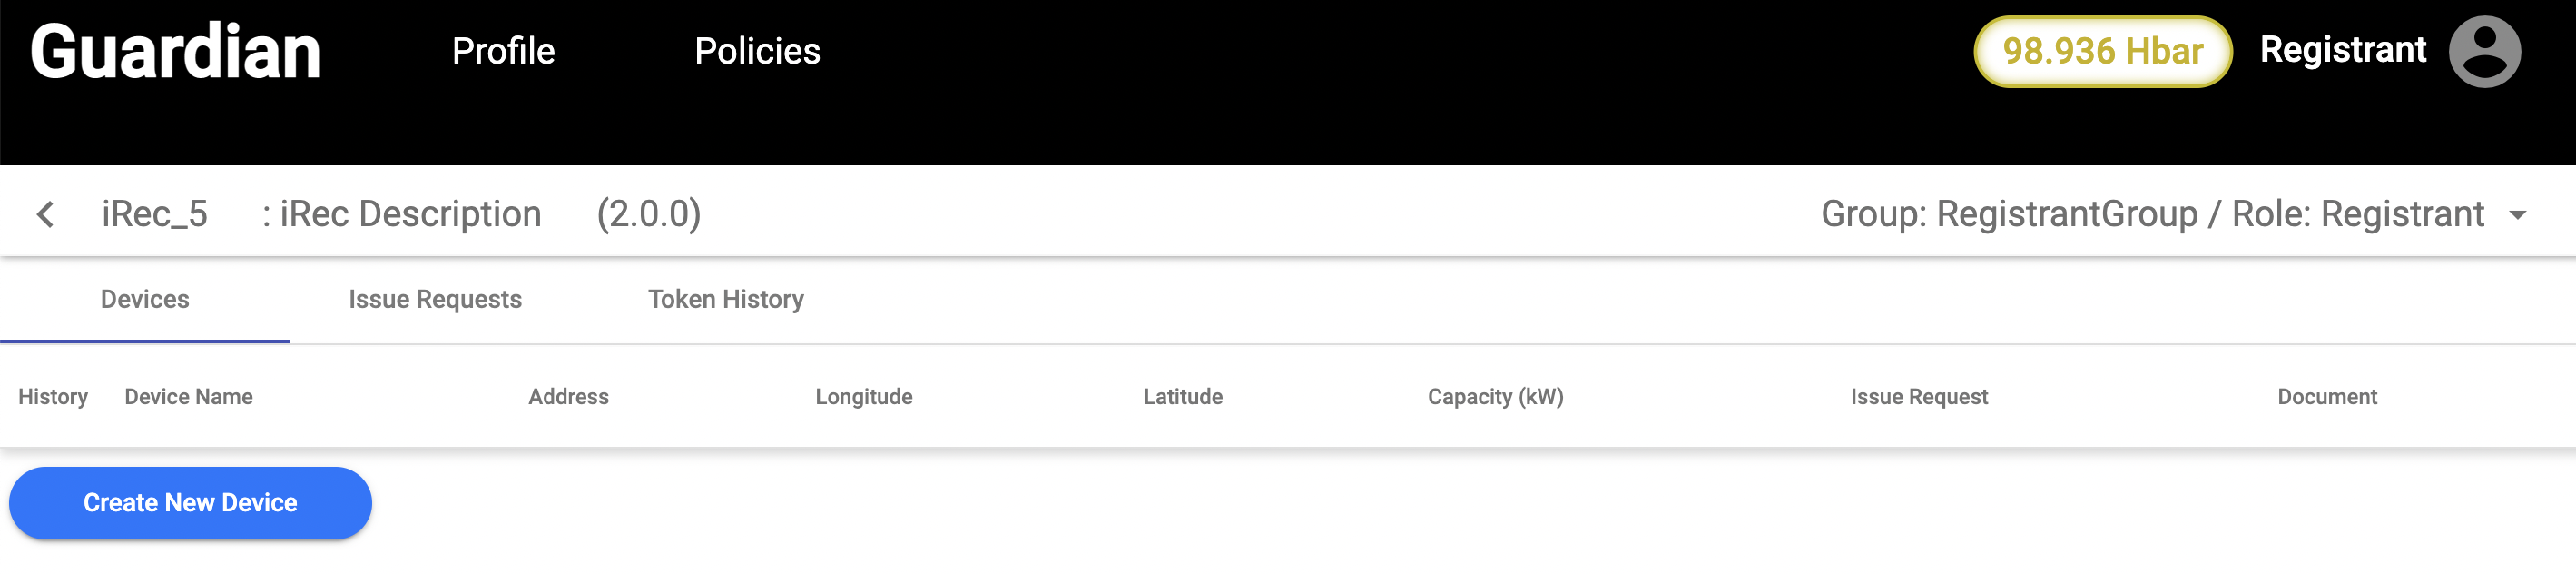 Guardian Profile Policies 98.936 Hbar Registrant
iRec_5 : iRec Description (2.0.0) Group: RegistrantGroup / Role: Registrant
Devices Issue Requests Token History
History Device Name Address Longitude Latitude Capacity (kW) Issue Request Document
Create New Device